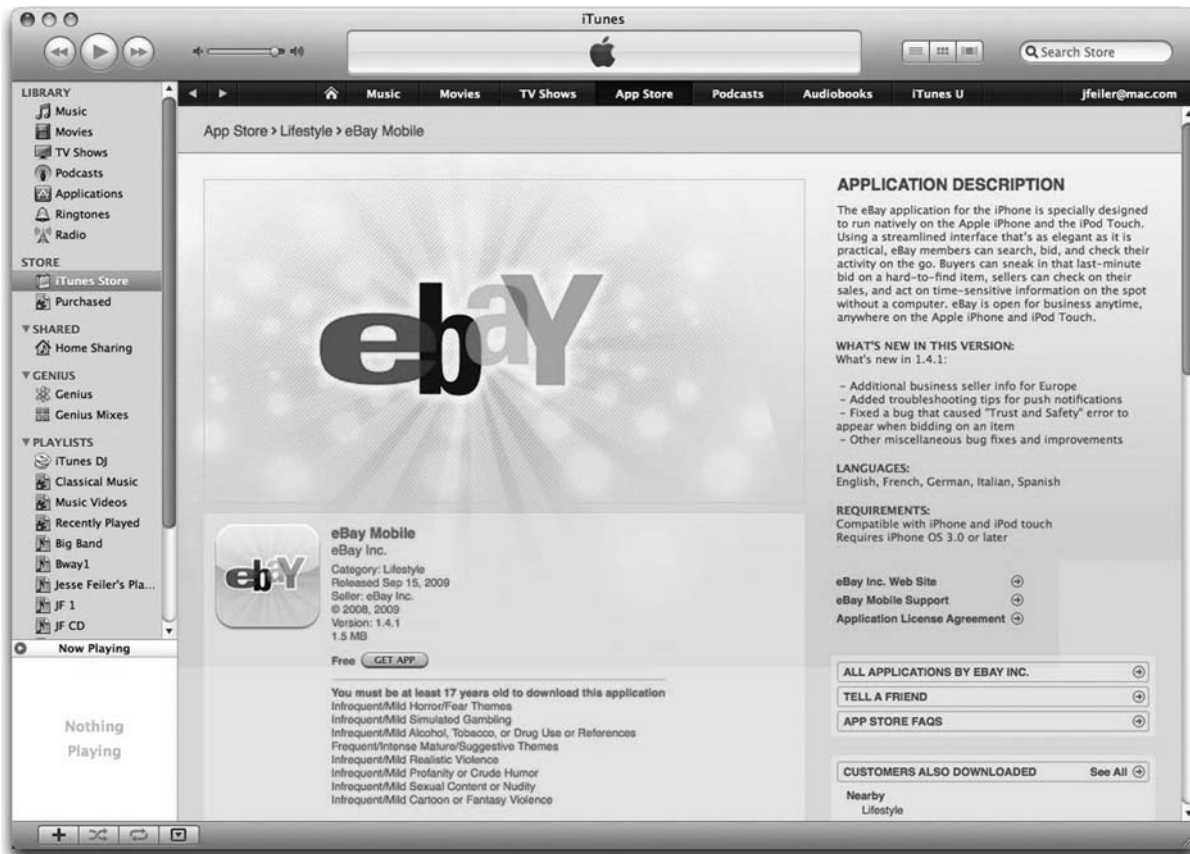 iTunes
Search Store
LIBRARY
Music
Movies
TV Shows
Podcasts
Applications
Ringtones
Radio
STORE
iTunes Store
Purchased
SHARED
Home Sharing
GENIUS
Genius
Genius Mixes
PLAYLISTS
iTunes DJ
Classical Music
Music Videos
Recently Played
Big Band
Bway1
Jesse Feiler's Pla...
JF 1
JF CD
Now Playing
Nothing
Playing
Music Movies TV Shows App Store Podcasts Audiobooks iTunes U jfeiler@mac.com
App Store > Lifestyle > eBay Mobile
ebaY
ebaY
eBay Mobile
eBay Inc.
Category: Lifestyle
Released Sep 15, 2009
Seller: eBay Inc.
© 2008, 2009
Version: 1.4.1
1.5 MB
Free GET APP
You must be at least 17 years old to download this application
Infrequent/Mild Horror/Fear Themes
Infrequent/Mild Simulated Gambling
Infrequent/Mild Alcohol, Tobacco, or Drug Use or References
Frequent/Intense Mature/Suggestive Themes
Infrequent/Mild Realistic Violence
Infrequent/Mild Profanity or Crude Humor
Infrequent/Mild Sexual Content or Nudity
Infrequent/Mild Cartoon or Fantasy Violence
APPLICATION DESCRIPTION
The eBay application for the iPhone is specially designed
to run natively on the Apple iPhone and the iPod Touch.
Using a streamlined interface that's as elegant as it is
practical, eBay members can search, bid, and check their
activity on the go. Buyers can sneak in that last-minute
bid on a hard-to-find item, sellers can check on their
sales, and act on time-sensitive information on the spot
without a computer. eBay is open for business anytime,
anywhere on the Apple iPhone and iPod Touch.
WHAT'S NEW IN THIS VERSION:
What's new in 1.4.1:
- Additional business seller info for Europe
- Added troubleshooting tips for push notifications
- Fixed a bug that caused "Trust and Safety" error to
appear when bidding on an item
- Other miscellaneous bug fixes and improvements
LANGUAGES:
English, French, German, Italian, Spanish
REQUIREMENTS:
Compatible with iPhone and iPod touch
Requires iPhone OS 3.0 or later
eBay Inc. Web Site
eBay Mobile Support
Application License Agreement
ALL APPLICATIONS BY EBAY INC.
TELL A FRIEND
APP STORE FAQS
CUSTOMERS ALSO DOWNLOADED See All
Nearby
Lifestyle